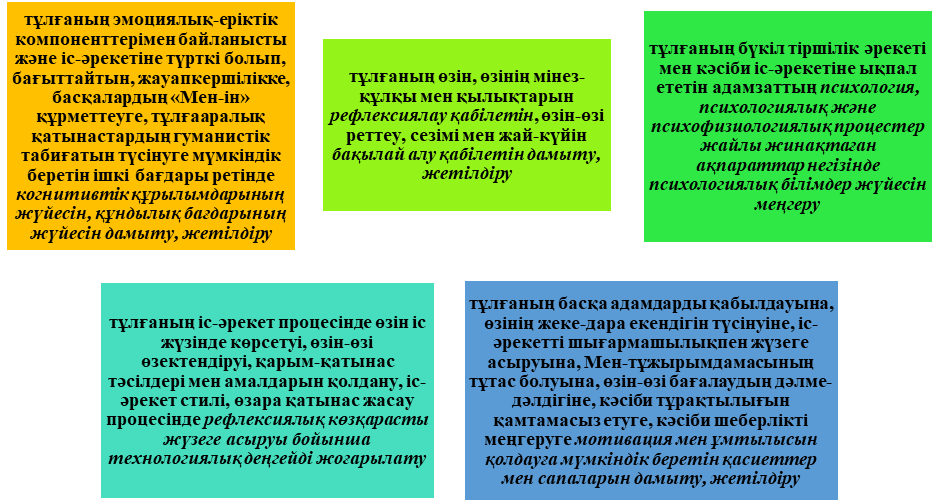 тұлғаның эмоциялық-еріктік
компоненттерімен байланысты
және іс-әрекетіне түрткі болып,
бағыттайтын, жауапкершілікке,
басқалардың «Мен-ін»
құрметтеуге, тұлғааралық
қатынастардың гуманистік
табиғатын түсінуге мүмкіндік
беретін ішкі бағдары ретінде
когнитивтік құрылымдарының
жүйесін, құндылық бағдарының
жүйесін дамыту, жетілдіру
тұлғаның өзін, өзінің мінез-
құлқы мен қылықтарын
рефлексиялау қабілетін, өзін-өзі
реттеу, сезімі мен жай-күйін
бақылай алу қабілетін дамыту,
жетілдіру
тұлғаның бүкіл тіршілік әрекеті
мен кәсіби іс-әрекетіне ықпал
ететін адамзаттың психология,
психологиялық және
психофизиологиялық процестер
жайлы жинақтаған
ақпараттар негізінде
психологиялық білімдер жүйесін
меңгеру
тұлғаның іс-әрекет процесінде өзін іс
жүзінде көрсетуі, өзін-өзі
өзектендіруі, қарым-қатынас
тәсілдері мен амалдарын қолдану, іс-
әрекет стилі, өзара қатынас жасау
процесінде рефлексиялық көзқарасты
жүзеге асыруы бойынша
технологиялық деңгейді жоғарылату
тұлғаның басқа адамдарды қабылдауына,
өзінің жеке-дара екендігін түсінуіне, іс-
әрекетті шығармашылықпен жүзеге
асыруына, Мен-тұжырымдамасының
тұтас болуына, өзін-өзі бағалаудың дәлме-
дәлдігіне, кәсіби тұрақтылығын
қамтамасыз етуге, кәсіби шеберлікті
меңгеруге мотивация мен ұмтылысын
қолдауға мүмкіндік беретін қасиеттер
мен сапаларын дамыту, жетілдіру